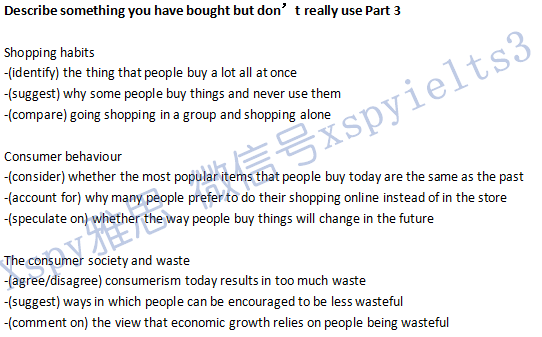 Describe something you have bought but don’t really use Part 3
Shopping habits
-(identify) the thing that people buy a lot all at once
-(suggest) why some people buy things and never use them
-(compare) going shopping in a group and shopping alone
Consumer behaviour
-(consider) whether the most popular items that people buy today are the same as the past
-(account for) why many people prefer to do their shopping online instead of in the store
-(speculate on) whether the way people buy things will change in the future
The consumer society and waste
-(agree/disagree) consumerism today results in too much waste
-(suggest) ways in which people can be encouraged to be less wasteful
-(comment on) the view that economic growth relies on people being wasteful
Xspy雅思 微信号xspyielts3